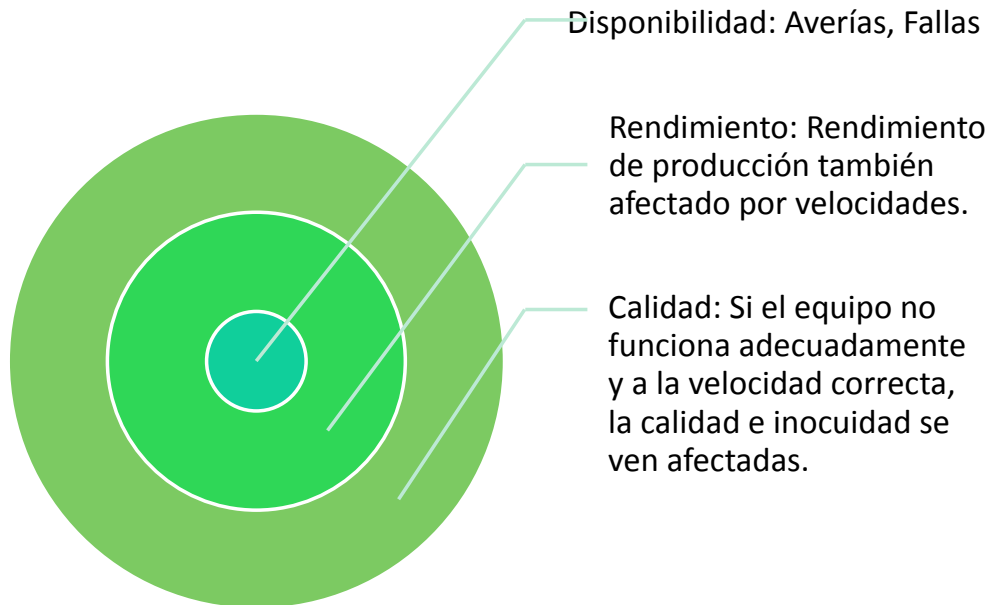 Disponibilidad: Averías, Fallas
Rendimiento: Rendimiento
de producción también
afectado por velocidades.
Calidad: Si el equipo no
funciona adecuadamente
y a la velocidad correcta,
la calidad e inocuidad se
ven afectadas.